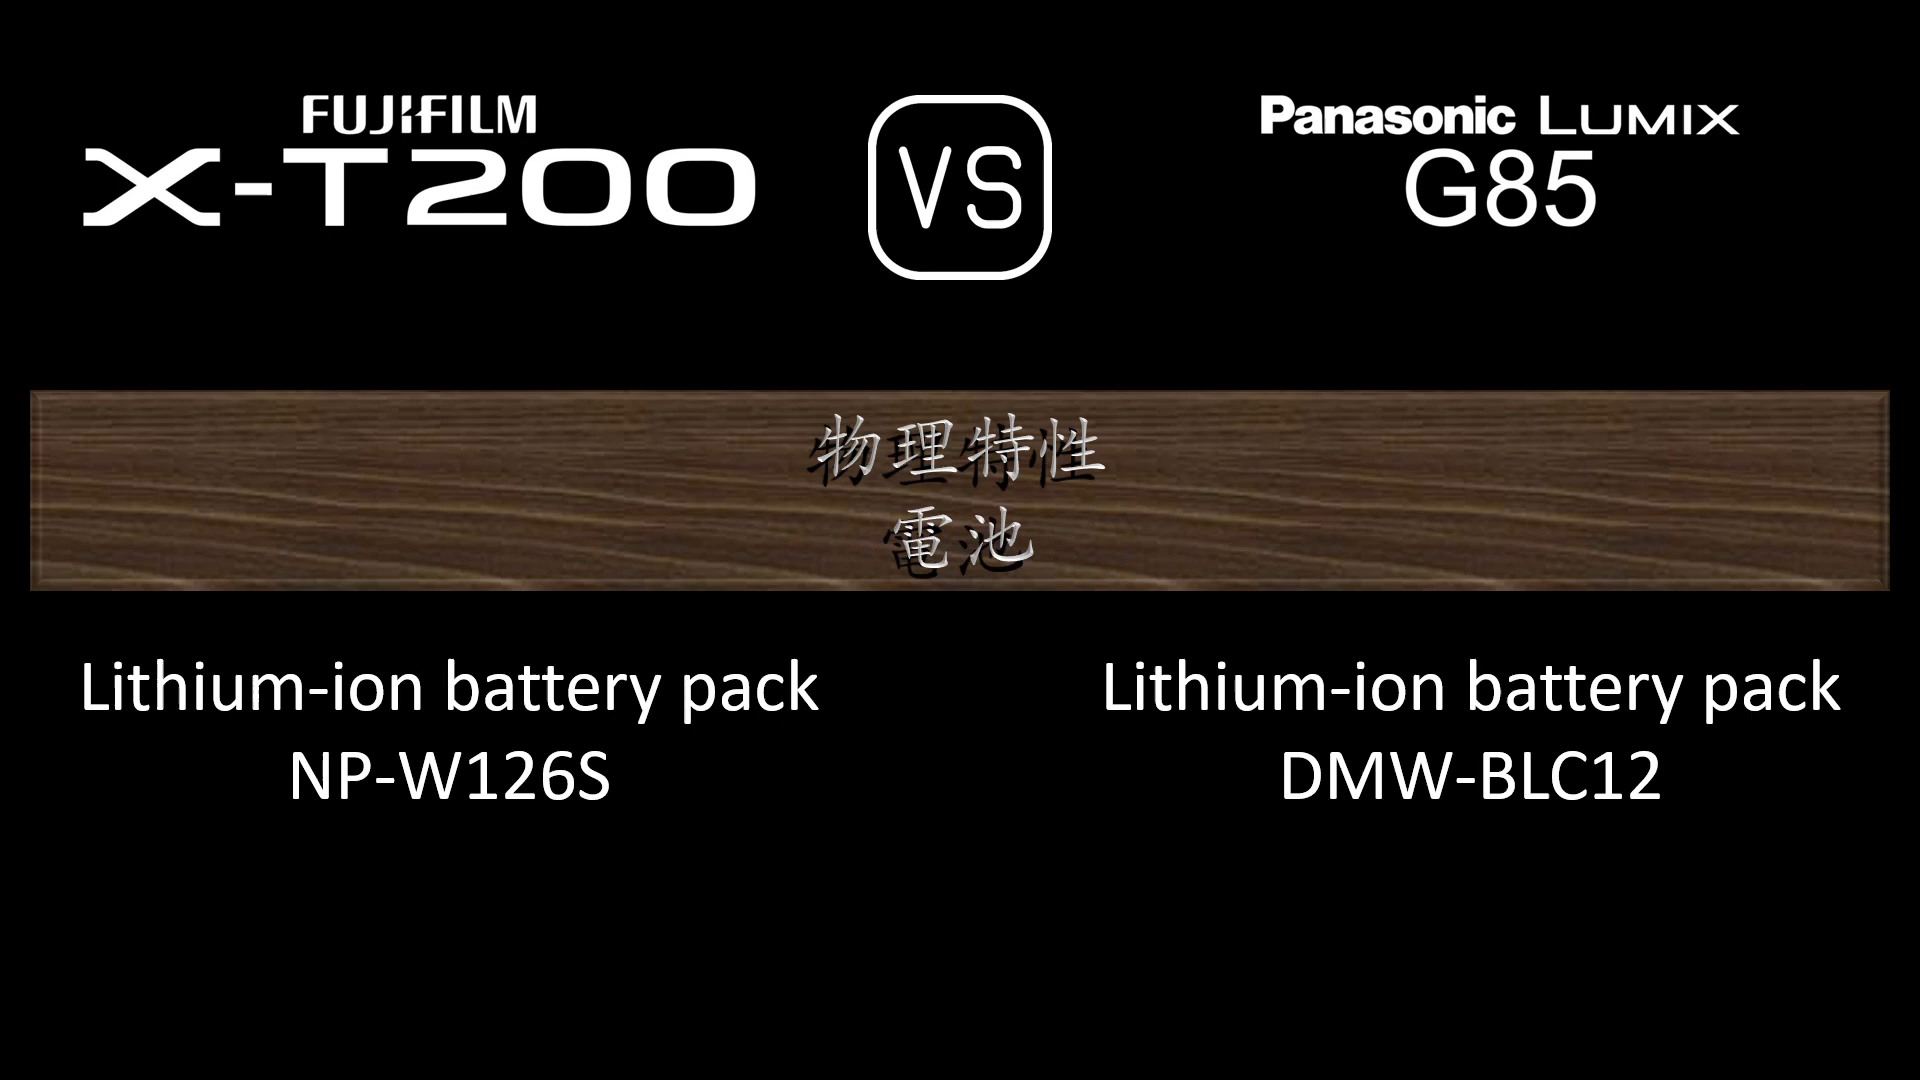 FUJIFILM
X-T200
VS
Panasonic LUMIX
G85
物理特性
電池
Lithium-ion battery pack
NP-W126S
Lithium-ion battery pack
DMW-BLC12